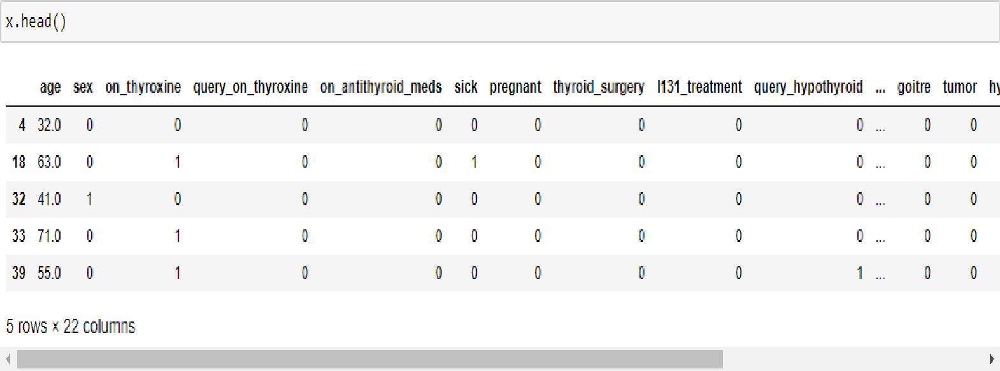 x.head()
age sex on_thyroxine query_on_thyroxine on_antithyroid_meds sick pregnant thyroid_surgery I131_treatment query_hypothyroid ... goitre tumor hy
4 32.0 0 0 0 0 0 0 0 0 0 ... 0 0
18 63.0 0 1 0 0 1 0 0 0 0 ... 0 0
32 41.0 1 0 0 0 0 0 0 0 0 ... 0 0
33 71.0 0 1 0 0 0 0 0 0 0 ... 0 0
39 55.0 0 1 0 0 0 0 0 0 1 ... 0 0
5 rows × 22 columns